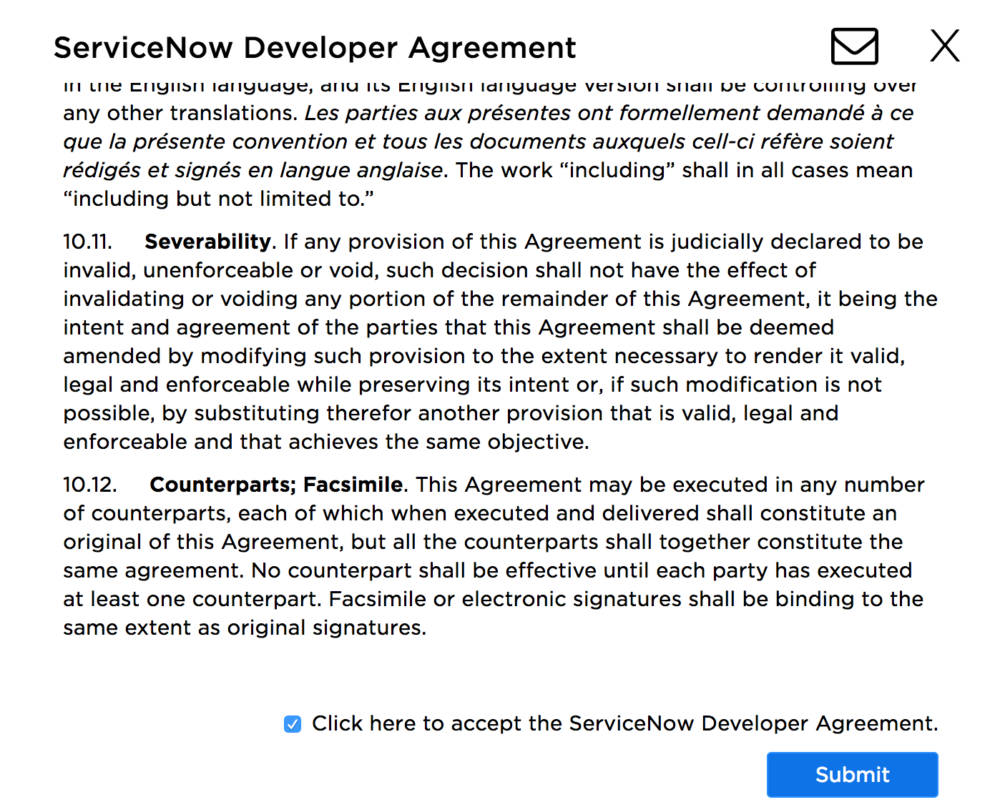 ServiceNow Developer Agreement
in the English language, and its English language version shall be controlling over
any other translations. Les parties aux présentes ont formellement demandé à ce
que la présente convention et tous les documents auxquels cell-ci réfère soient
rédigés et signés en langue anglaise. The work “including” shall in all cases mean
“including but not limited to.”
10.11. Severability. If any provision of this Agreement is judicially declared to be
invalid, unenforceable or void, such decision shall not have the effect of
invalidating or voiding any portion of the remainder of this Agreement, it being the
intent and agreement of the parties that this Agreement shall be deemed
amended by modifying such provision to the extent necessary to render it valid,
legal and enforceable while preserving its intent or, if such modification is not
possible, by substituting therefor another provision that is valid, legal and
enforceable and that achieves the same objective.
10.12. Counterparts; Facsimile. This Agreement may be executed in any number
of counterparts, each of which when executed and delivered shall constitute an
original of this Agreement, but all the counterparts shall together constitute the
same agreement. No counterpart shall be effective until each party has executed
at least one counterpart. Facsimile or electronic signatures shall be binding to the
same extent as original signatures.
Click here to accept the ServiceNow Developer Agreement.
Submit